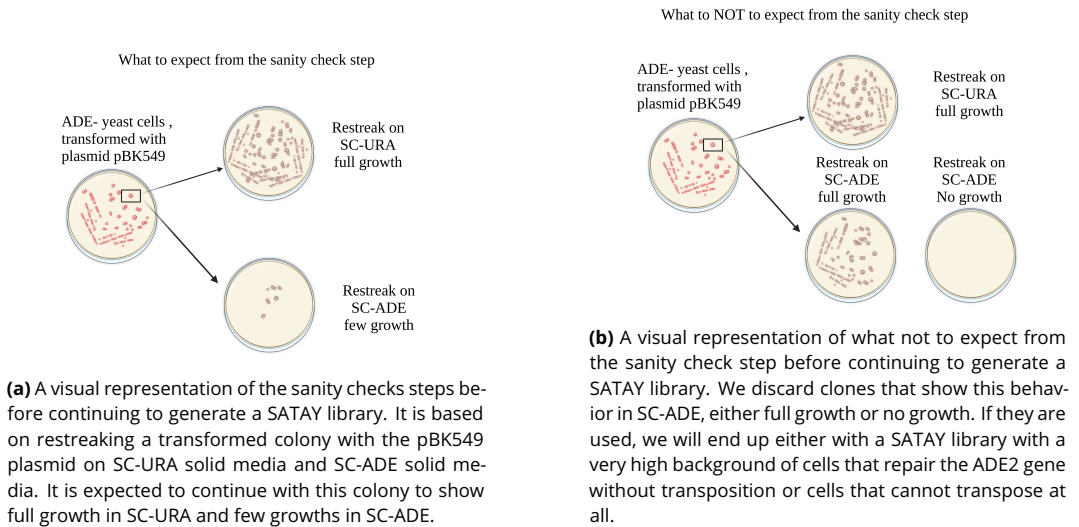 What to expect from the sanity check step
ADE- yeast cells ,
transformed with
plasmid pBK549
Restreak on
SC-URA
full growth
Restreak on
SC-ADE
few growth
(a) A visual representation of the sanity checks steps be-
fore continuing to generate a SATAY library. It is based
on restreaking a transformed colony with the pBK549
plasmid on SC-URA solid media and SC-ADE solid me-
dia. It is expected to continue with this colony to show
full growth in SC-URA and few growths in SC-ADE.
What to NOT to expect from the sanity check step
ADE- yeast cells ,
transformed with
plasmid pBK549
Restreak on
SC-URA
full growth
Restreak on
SC-ADE
full growth
Restreak on
SC-ADE
No growth
(b) A visual representation of what not to expect from
the sanity check step before continuing to generate a
SATAY library. We discard clones that show this behav-
ior in SC-ADE, either full growth or no growth. If they are
used, we will end up either with a SATAY library with a
very high background of cells that repair the ADE2 gene
without transposition or cells that cannot transpose at
all.